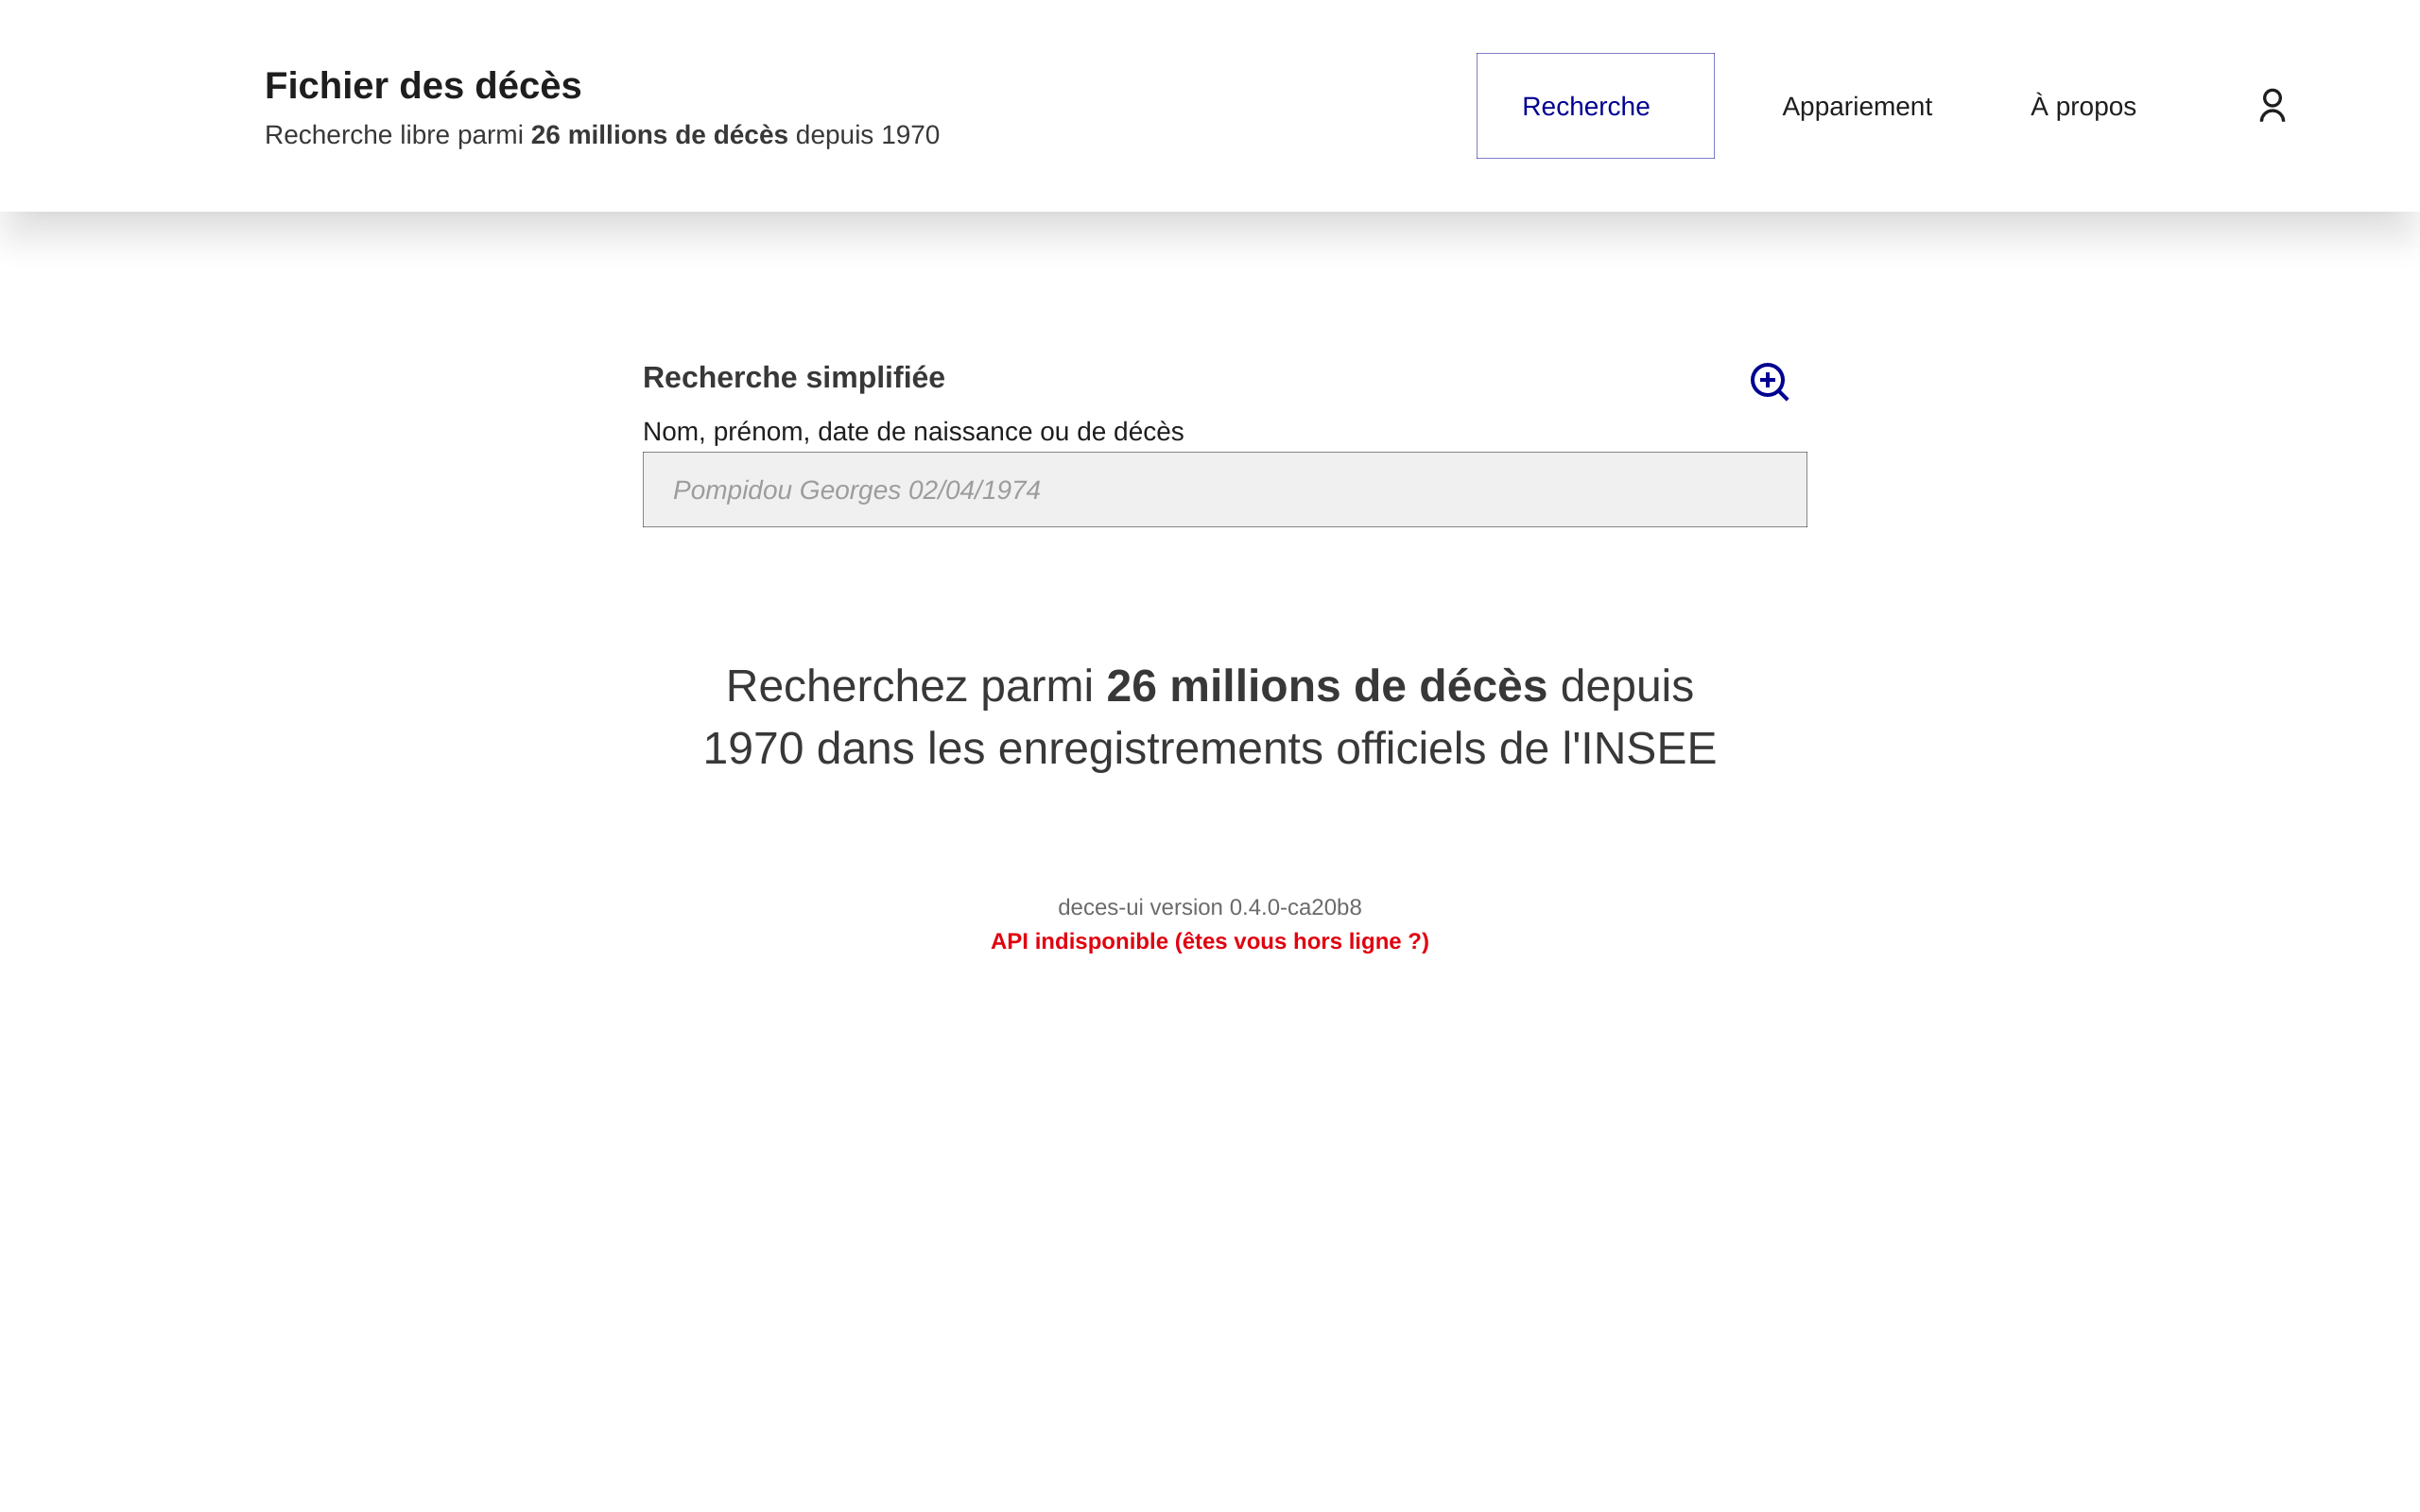 Fichier des décès
Recherche libre parmi 26 millions de décès depuis 1970
Recherche
Appariement
À propos
Recherche simplifiée
Nom, prénom, date de naissance ou de décès
Pompidou Georges 02/04/1974
Recherchez parmi 26 millions de décès depuis
1970 dans les enregistrements officiels de l'INSEE
deces-ui version 0.4.0-ca20b8
API indisponible (êtes vous hors ligne ?)